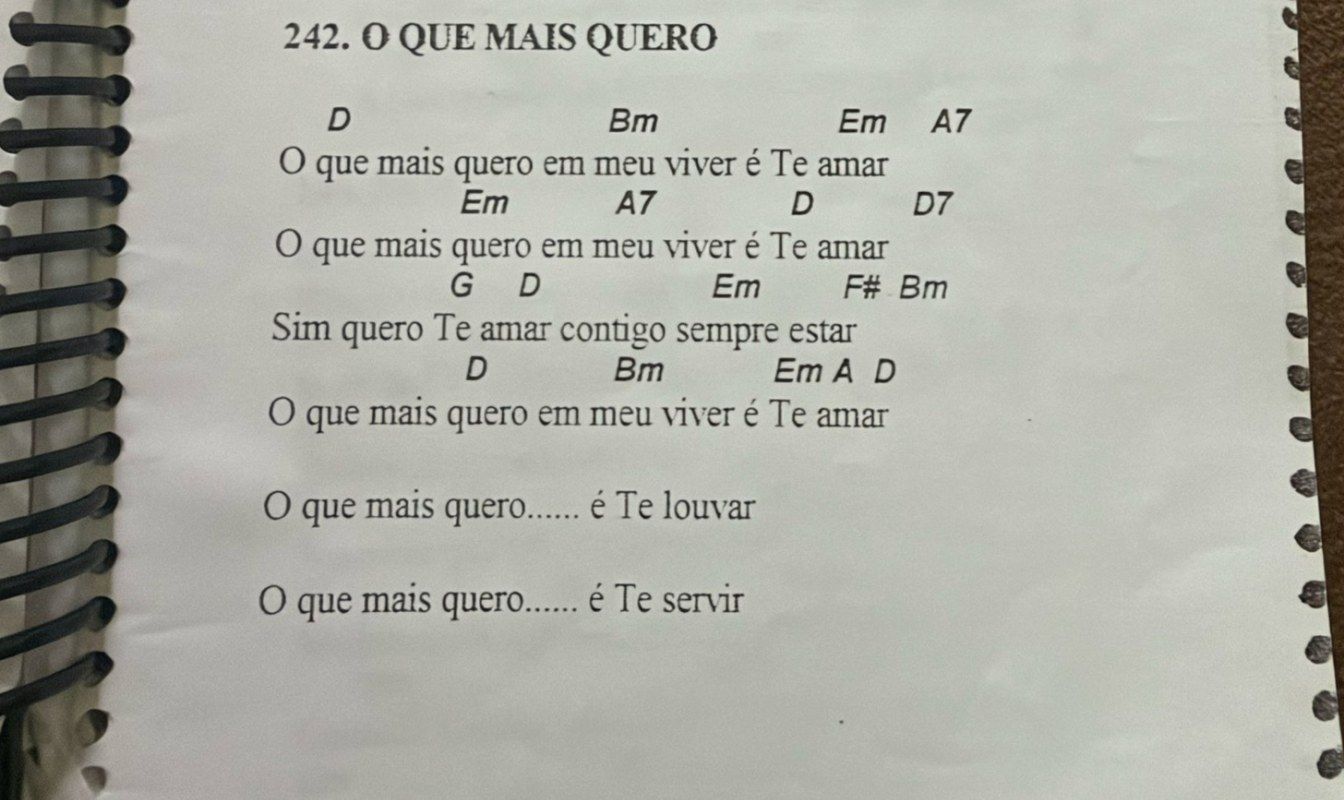 242. O QUE MAIS QUERO
D Bm Em A7
O que mais quero em meu viver é Te amar
Em A7 D D7
O que mais quero em meu viver é Te amar
G D Em F# Bm
Sim quero Te amar contigo sempre estar
D Bm Em A D
O que mais quero em meu viver é Te amar
O que mais quero...... é Te louvar
O que mais quero...... é Te servir